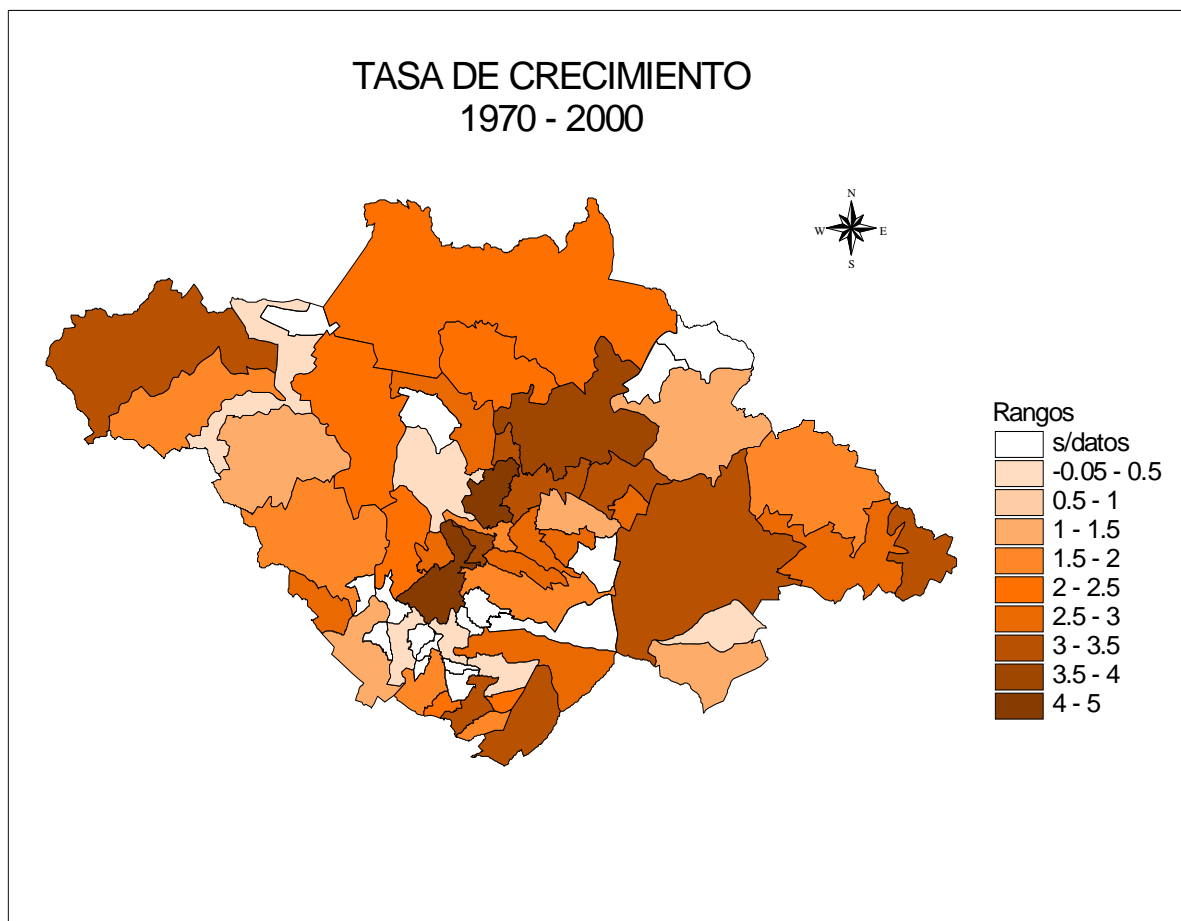 TASA DE CRECIMIENTO
1970 - 2000
N
W E
S
Rangos
s/datos
-0.05 - 0.5
0.5 - 1
1 - 1.5
1.5 - 2
2 - 2.5
2.5 - 3
3 - 3.5
3.5 - 4
4 - 5